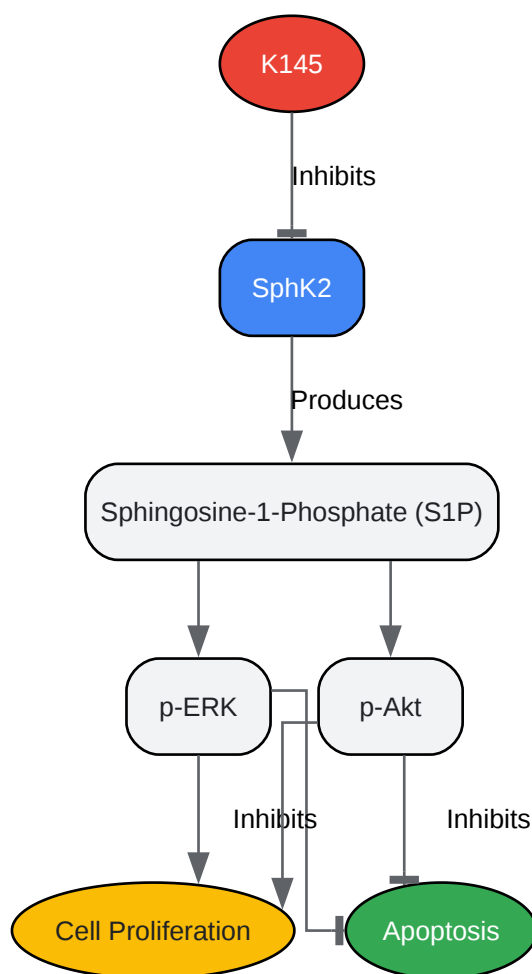 K145
Inhibits
SphK2
Produces
Sphingosine-1-Phosphate (S1P)
p-ERK
p-Akt
Inhibits
Inhibits
Cell Proliferation
Apoptosis